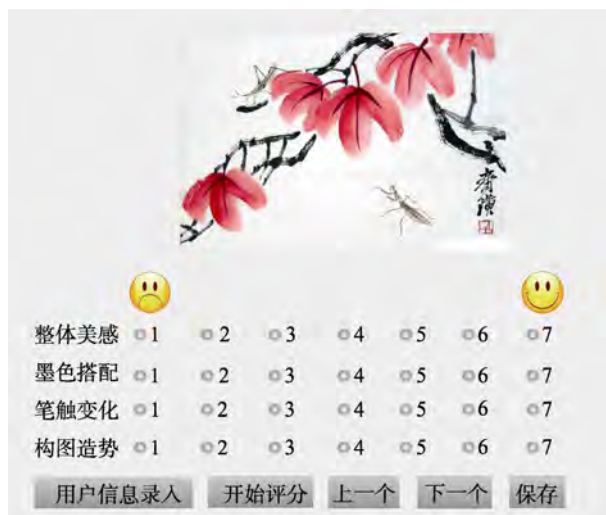 齊璜
整体美感 1 2 3 4 5 6 7
墨色搭配 1 2 3 4 5 6 7
笔触变化 1 2 3 4 5 6 7
构图造势 1 2 3 4 5 6 7
用户信息录入 开始评分 上一个 下一个 保存